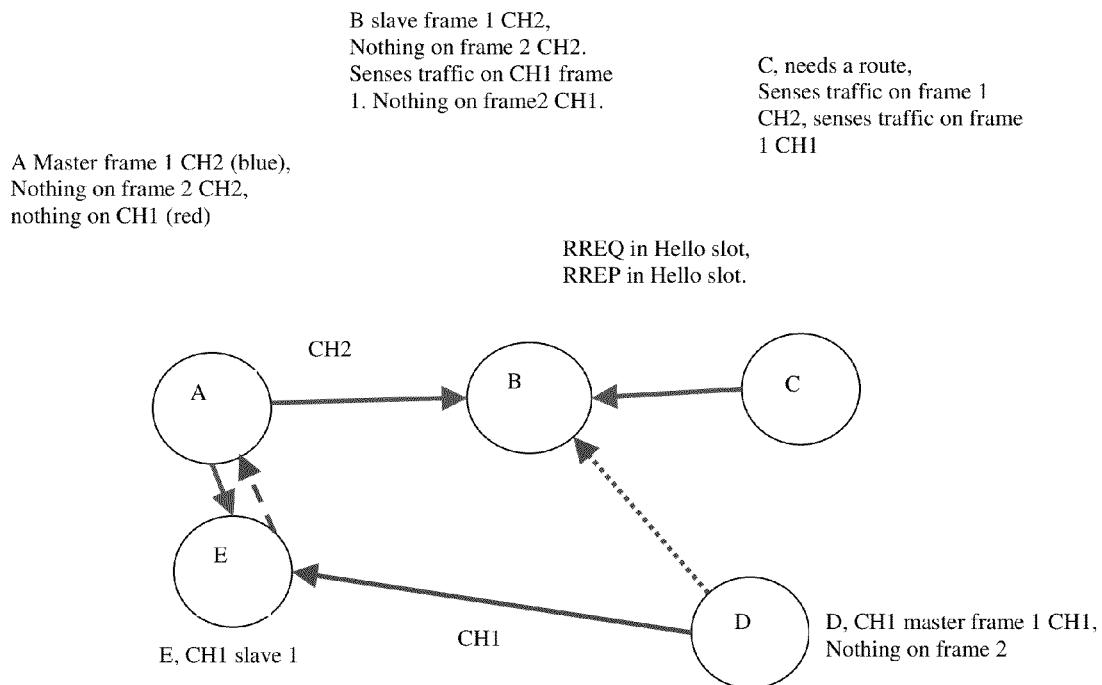 B slave frame 1 CH2,
Nothing on frame 2 CH2.
Senses traffic on CH1 frame
1. Nothing on frame2 CH1.
C, needs a route,
Senses traffic on frame 1
CH2, senses traffic on frame
1 CH1
A Master frame 1 CH2 (blue),
Nothing on frame 2 CH2,
nothing on CH1 (red)
RREQ in Hello slot,
RREP in Hello slot.
CH2
A
B
C
E
D
CH1
E, CH1 slave 1
D, CH1 master frame 1 CH1,
Nothing on frame 2